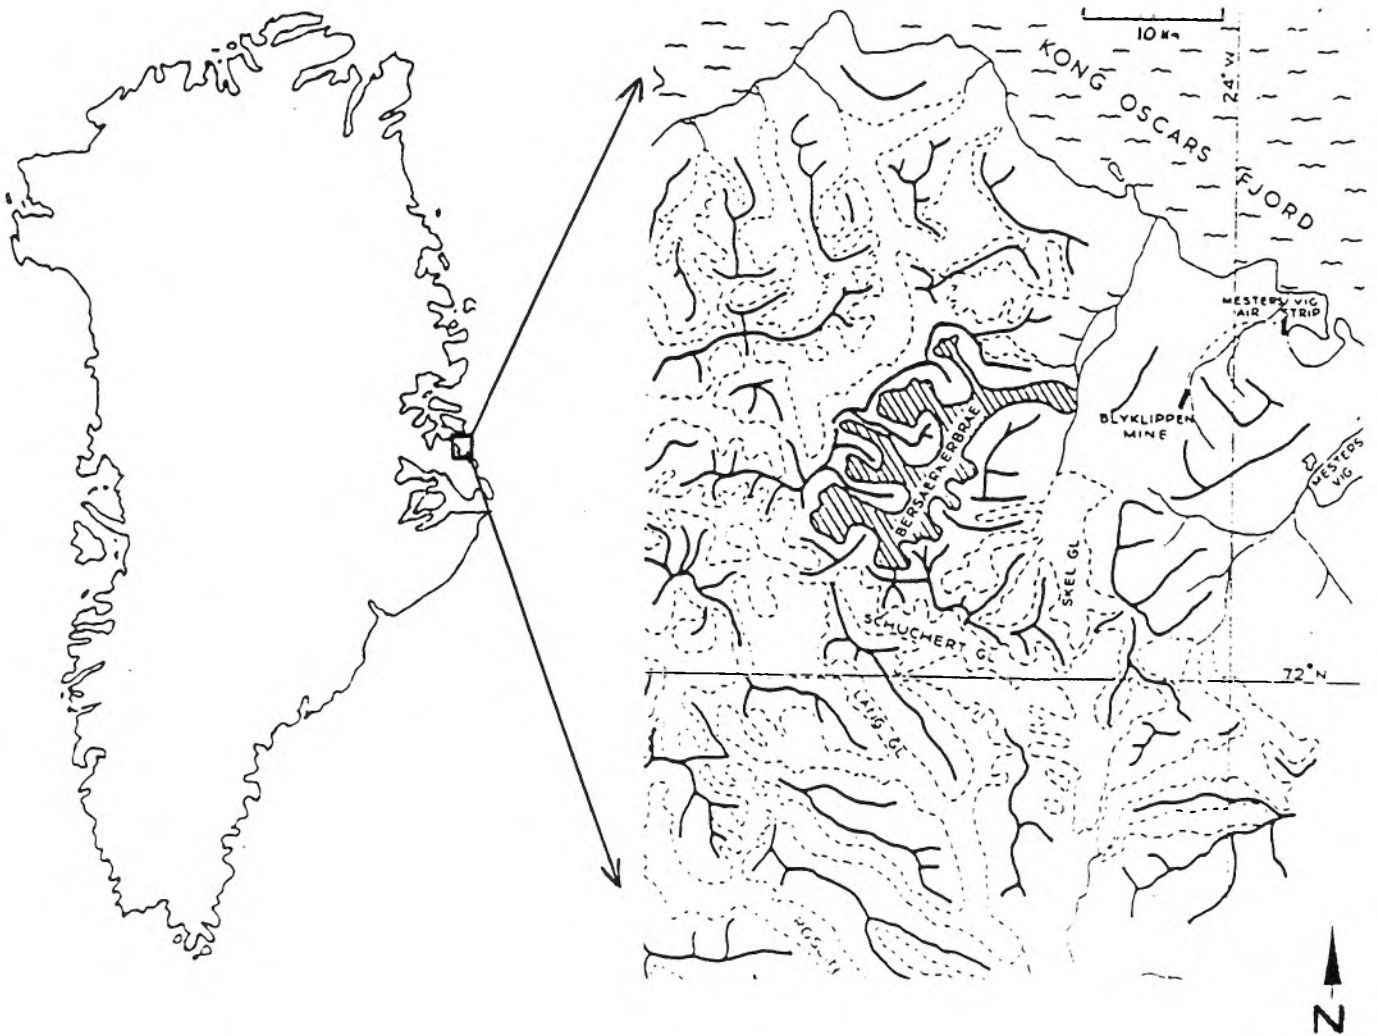 10 Km
KONG OSCARS FJORD
24° W
MESTERS VIG
AIR STRIP
BLYKLIPPEN
MINE
MESTERS
VIG
BERSAERKERBRAE
SKEL GL
SCHUCHERT GL
72° N
LANG GL
N